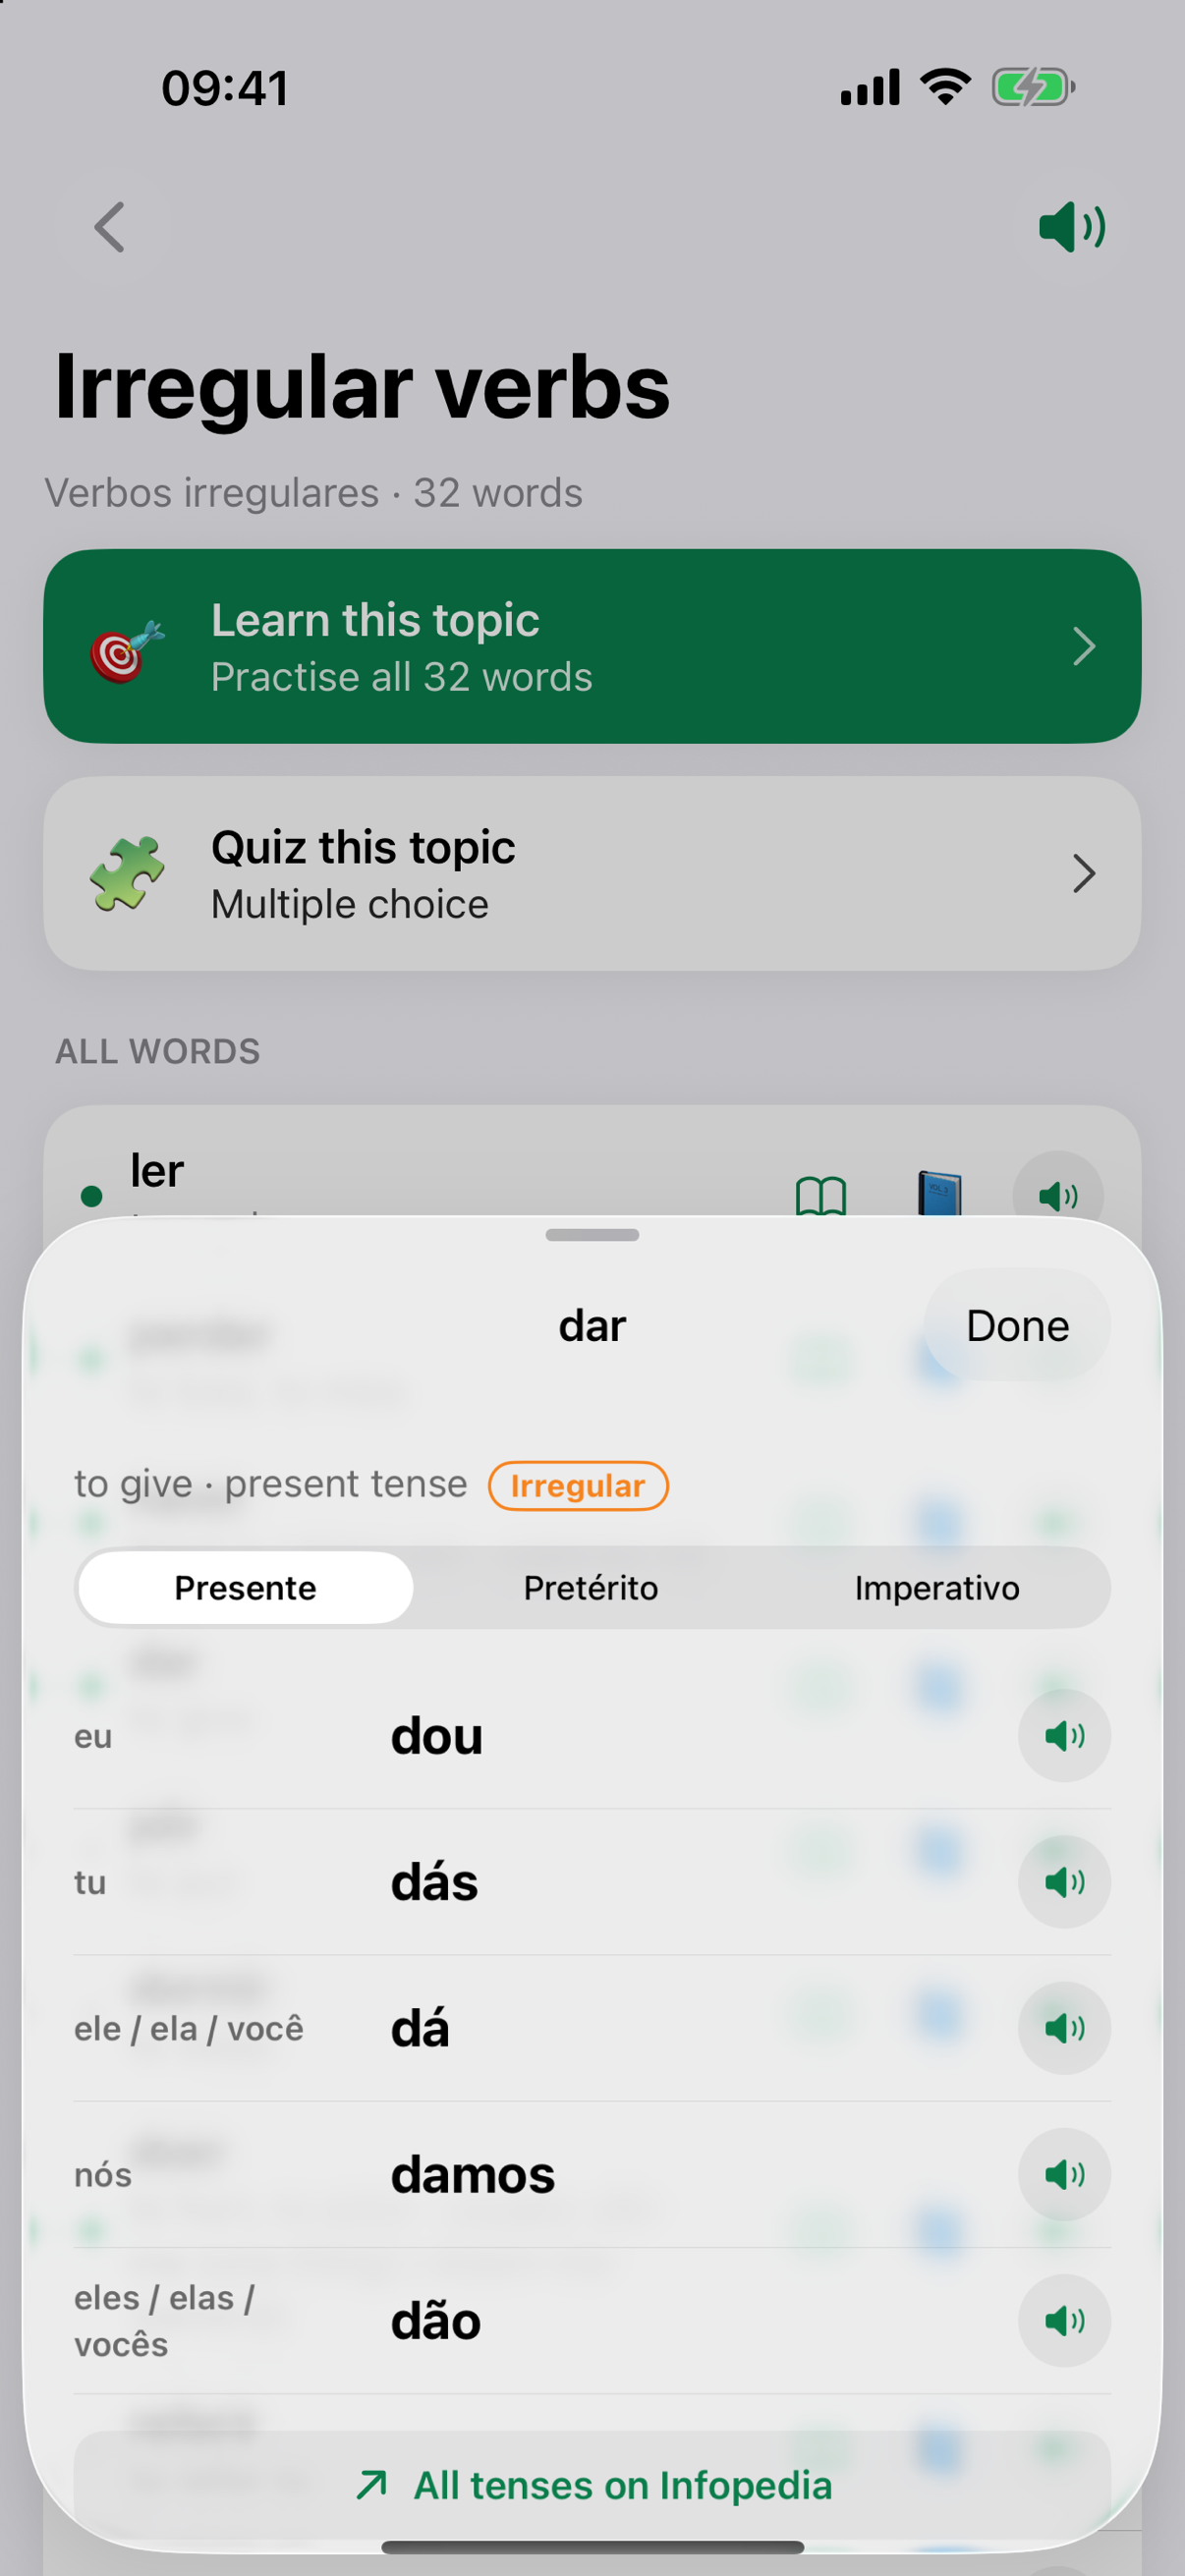 09:41
Irregular verbs
Verbos irregulares · 32 words
Learn this topic
Practise all 32 words
Quiz this topic
Multiple choice
ALL WORDS
ler
dar
Done
to give · present tense
Irregular
Presente
Pretérito
Imperativo
eu
dou
tu
dás
ele / ela / você
dá
nós
damos
eles / elas /
vocês
dão
All tenses on Infopedia